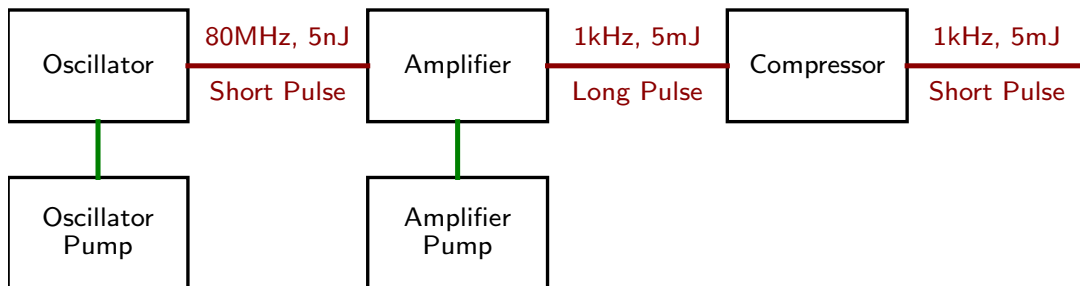 80MHz, 5nJ
1kHz, 5mJ
1kHz, 5mJ
Oscillator
Amplifier
Compressor
Short Pulse
Long Pulse
Short Pulse
Oscillator
Pump
Amplifier
Pump